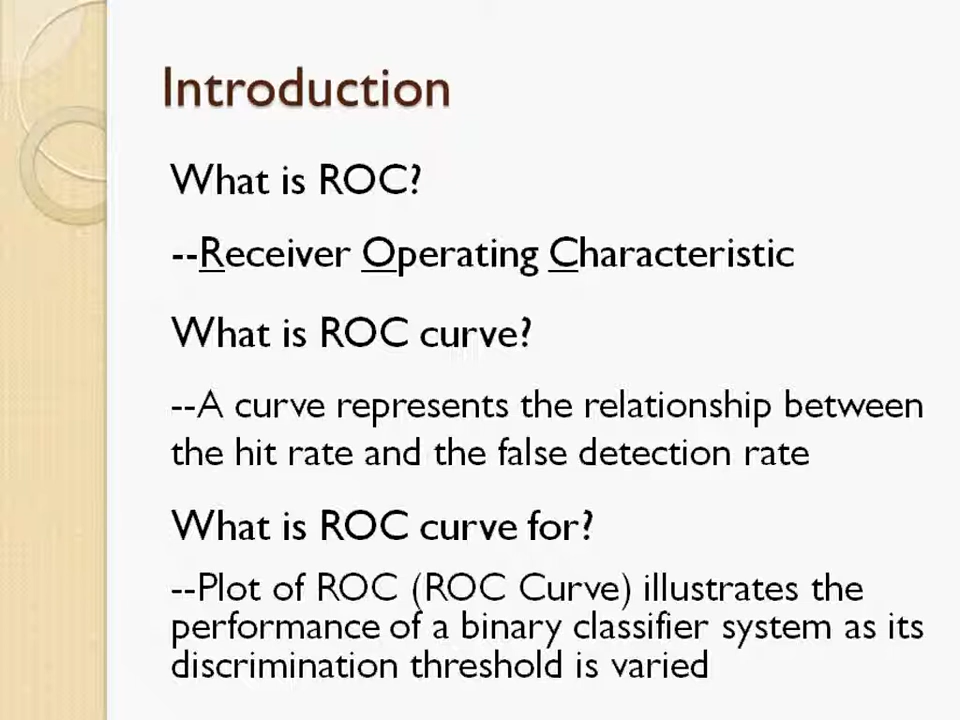 Introduction
What is ROC?
--Receiver Operating Characteristic
What is ROC curve?
--A curve represents the relationship between
the hit rate and the false detection rate
What is ROC curve for?
--Plot of ROC (ROC Curve) illustrates the
performance of a binary classifier system as its
discrimination threshold is varied